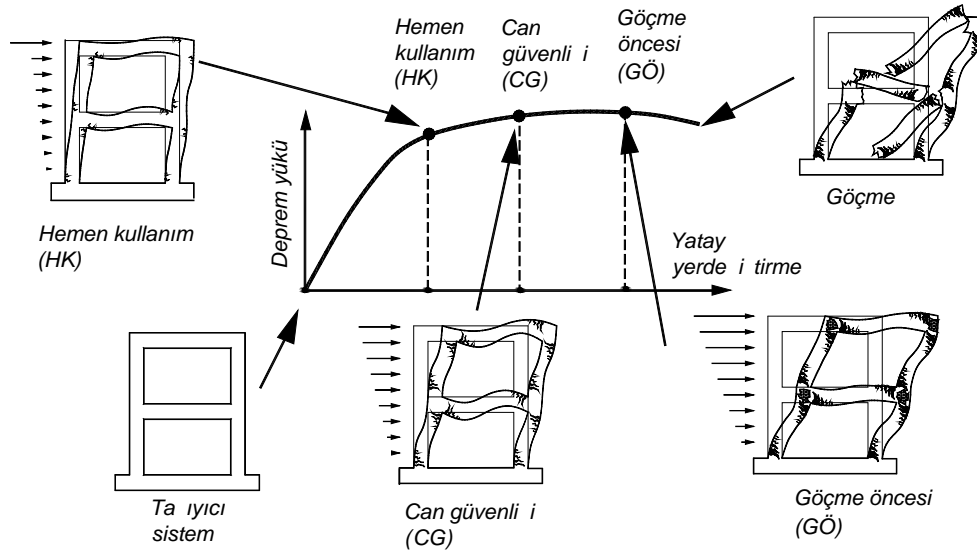 Hemen
kullanım
(HK)
Can
güvenli i
(CG)
Göçme
öncesi
(GÖ)
Deprem yükü
Göçme
Hemen kullanım
(HK)
Yatay
yerde i tirme
Ta ıyıcı
sistem
Can güvenli i
(CG)
Göçme öncesi
(GÖ)